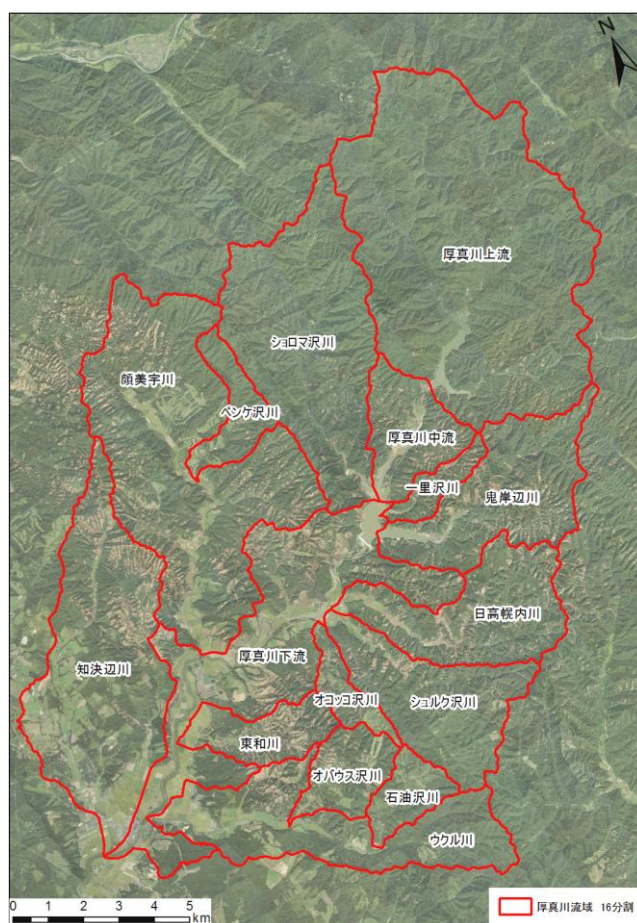 N
厚真川上流
ショロマ沢川
頗美宇川
ペンケ沢川
厚真川中流
一里沢川
鬼岸辺川
日高幌内川
厚真川下流
知決辺川
オコッコ沢川
シュルク沢川
東和川
オバウス沢川
石油沢川
ウクル川
0 1 2 3 4 5
km
厚真川流域 16分割